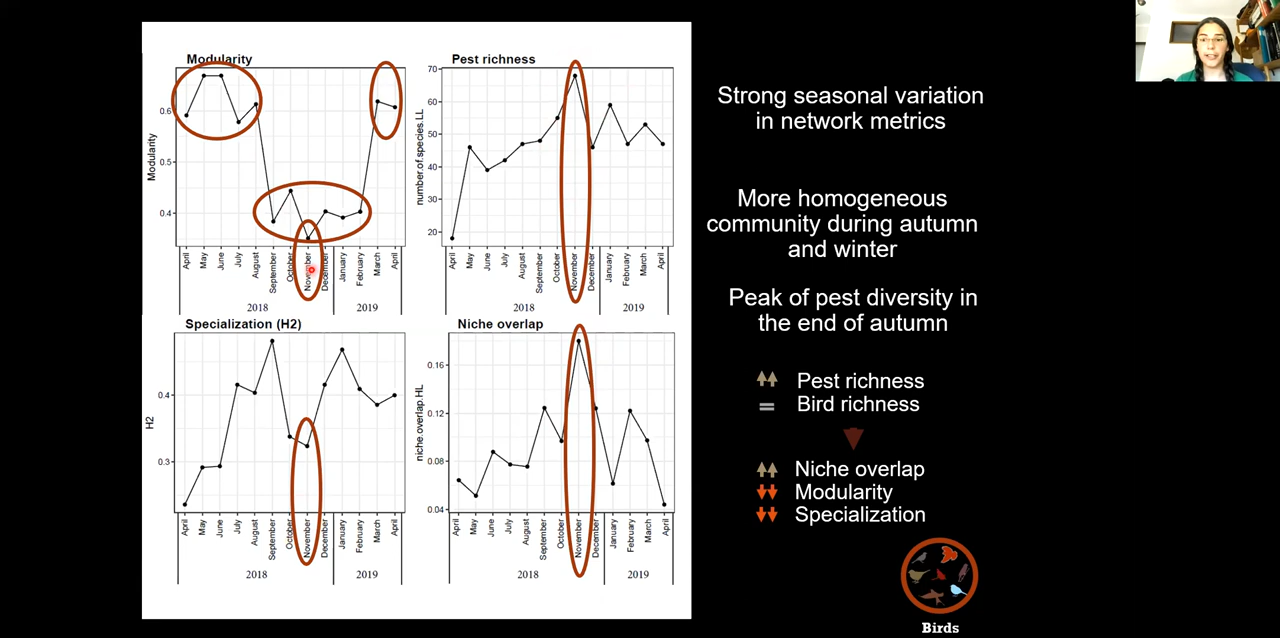 Modularity
Modularity
0.6
0.5
0.4
April
May
June
July
August
September
October
November
December
January
February
March
April
2018
2019
Pest richness
number.of.species.LL
70
60
50
40
30
20
April
May
June
July
August
September
October
November
December
January
February
March
April
2018
2019
Specialization (H2)
H2
0.4
0.3
April
May
June
July
August
September
October
November
December
January
February
March
April
2018
2019
Niche overlap
niche.overlap.HL
0.16
0.12
0.08
0.04
April
May
June
July
August
September
October
November
December
January
February
March
April
2018
2019
Strong seasonal variation
in network metrics
More homogeneous
community during autumn
and winter
Peak of pest diversity in
the end of autumn
Pest richness
= Bird richness
Niche overlap
Modularity
Specialization
Birds